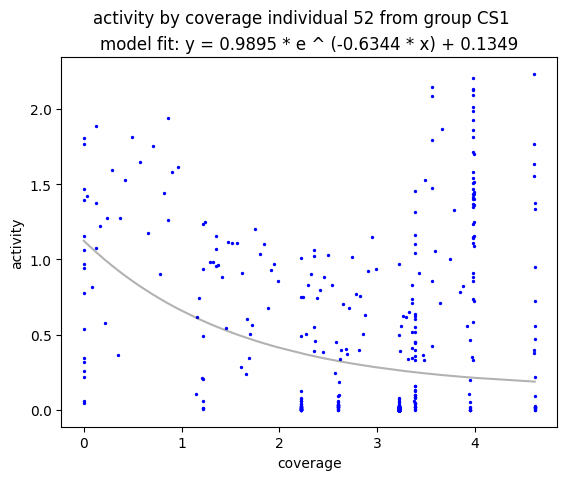 activity by coverage individual 52 from group CS1
model fit: y = 0.9895 * e ^ (-0.6344 * x) + 0.1349
2.0
1.5
activity
1.0
0.5
0.0
0 1 2 3 4
coverage